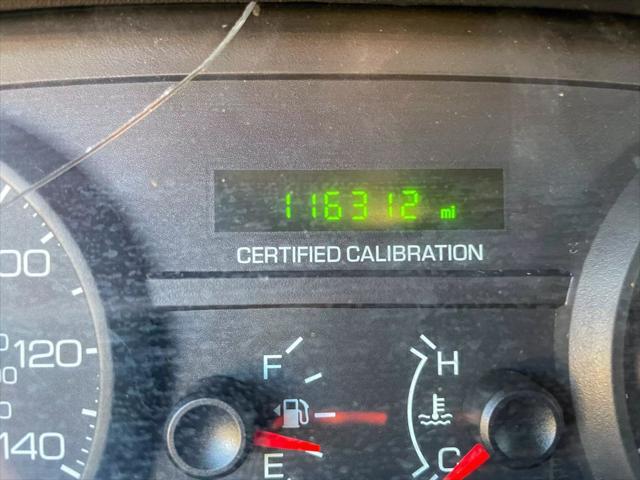 116312 mi
CERTIFIED CALIBRATION
120
140
F
H
E
C